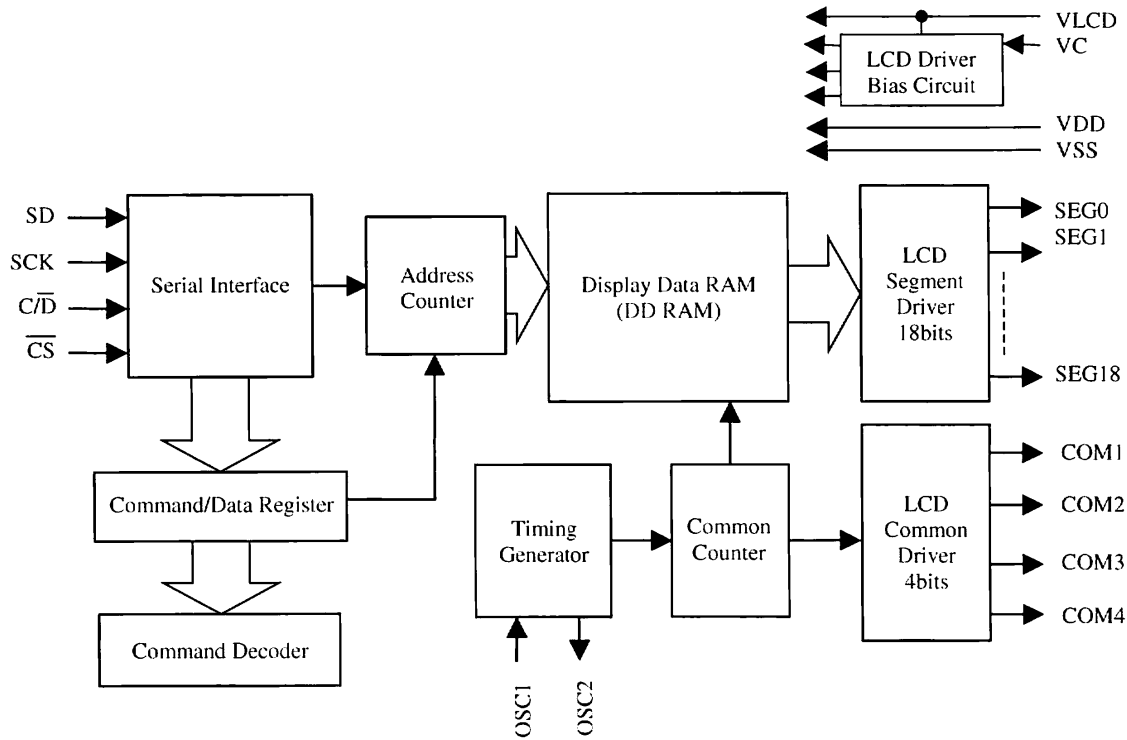 VLCD
VC
LCD Driver
Bias Circuit
VDD
VSS
SD
SCK
C/D̅
C̅S̅
Serial Interface
Address
Counter
Display Data RAM
(DD RAM)
LCD
Segment
Driver
18bits
SEG0
SEG1
SEG18
Command/Data Register
Command Decoder
Timing
Generator
OSC1
OSC2
Common
Counter
LCD
Common
Driver
4bits
COM1
COM2
COM3
COM4